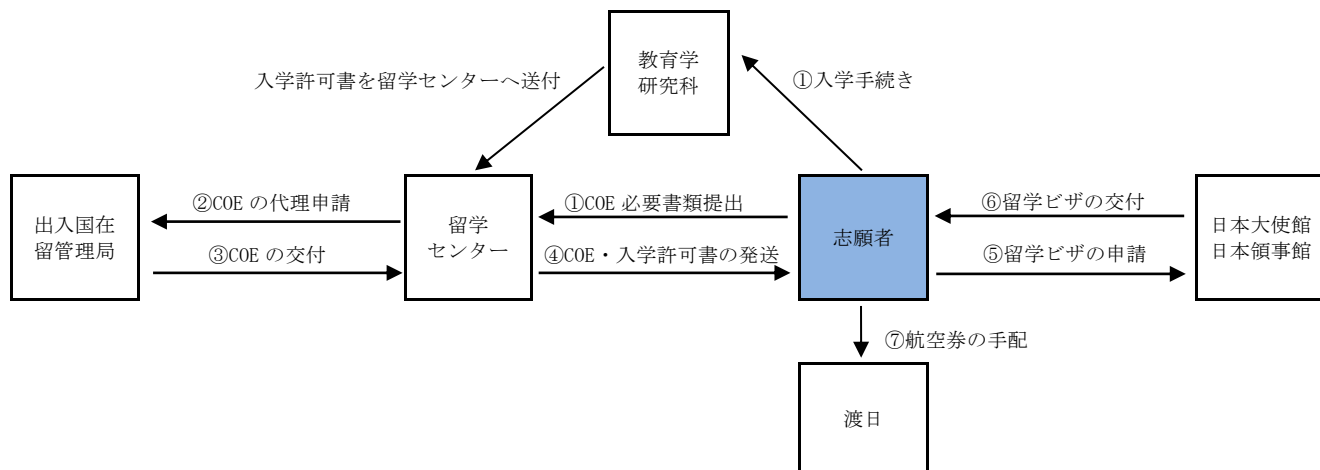 教育学
研究科
入学許可書を留学センターへ送付
①入学手続き
出入国在
留管理局
②COE の代理申請
③COE の交付
留学
センター
①COE 必要書類提出
④COE・入学許可書の発送
志願者
⑥留学ビザの交付
⑤留学ビザの申請
日本大使館
日本領事館
⑦航空券の手配
渡日